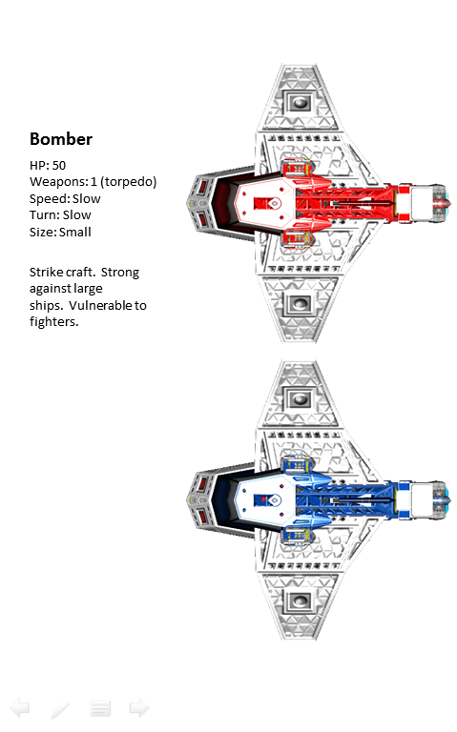 Bomber
HP: 50
Weapons: 1 (torpedo)
Speed: Slow
Turn: Slow
Size: Small
Strike craft.  Strong
against large
ships.  Vulnerable to
fighters.